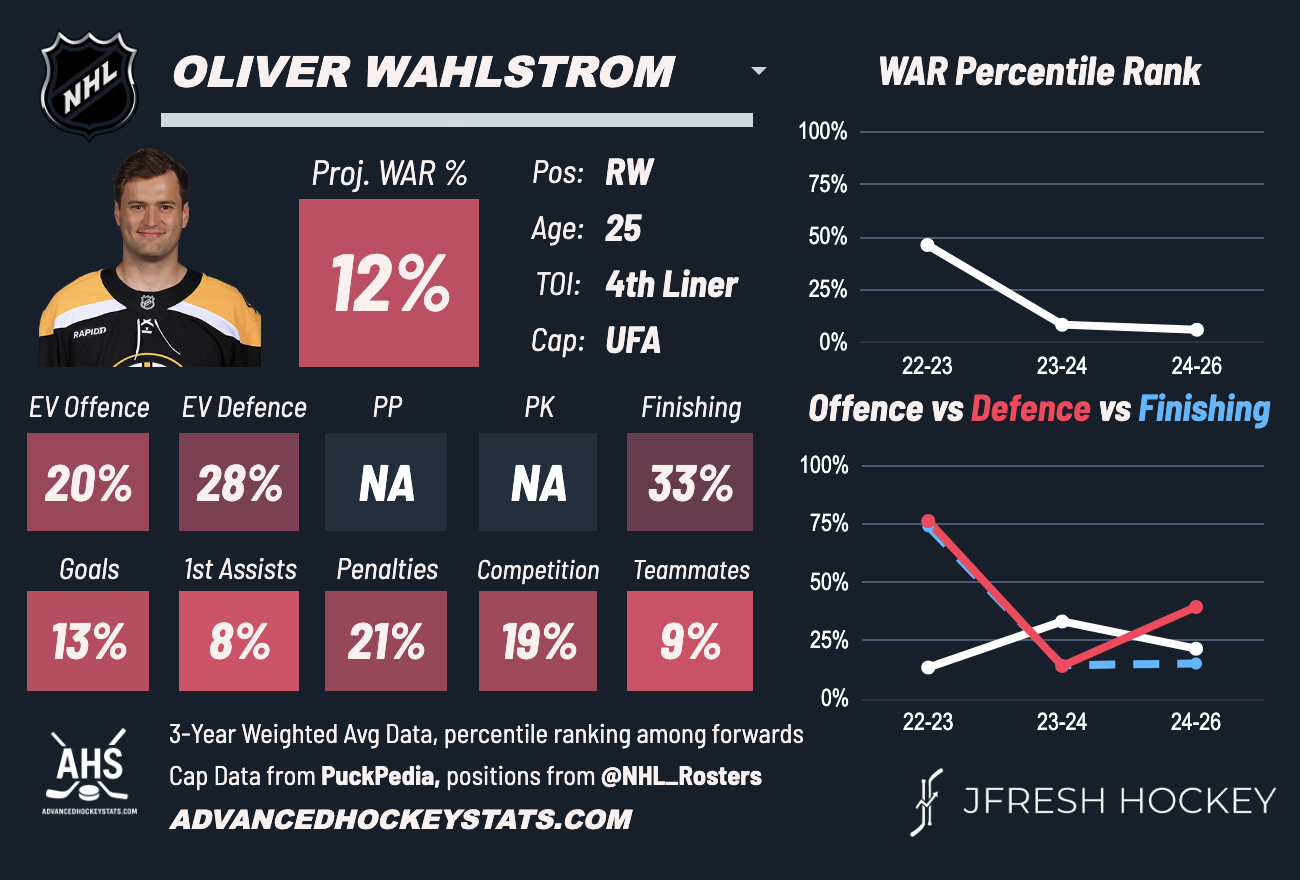 NHL
OLIVER WAHLSTROM
WAR Percentile Rank
Proj. WAR %
12%
Pos: RW
Age: 25
TOI: 4th Liner
Cap: UFA
RAPID7
100%
75%
50%
25%
0%
22-23 23-24 24-26
EV Offence EV Defence PP PK Finishing
20% 28% NA NA 33%
Goals 1st Assists Penalties Competition Teammates
13% 8% 21% 19% 9%
Offence vs Defence vs Finishing
100%
75%
50%
25%
0%
22-23 23-24 24-26
AHS
ADVANCEDHOCKEYSTATS.COM
3-Year Weighted Avg Data, percentile ranking among forwards
Cap Data from PuckPedia, positions from @NHL_Rosters
ADVANCEDHOCKEYSTATS.COM
JFRESH HOCKEY